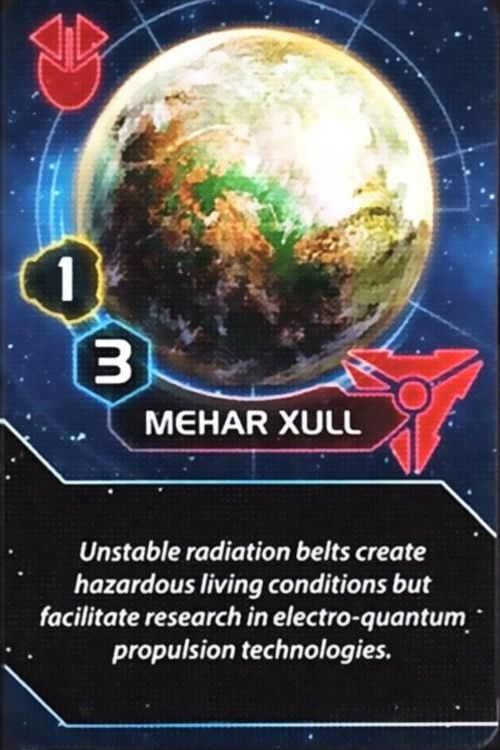 1
3
MEHAR XULL
Unstable radiation belts create
hazardous living conditions but
facilitate research in electro-quantum
propulsion technologies.